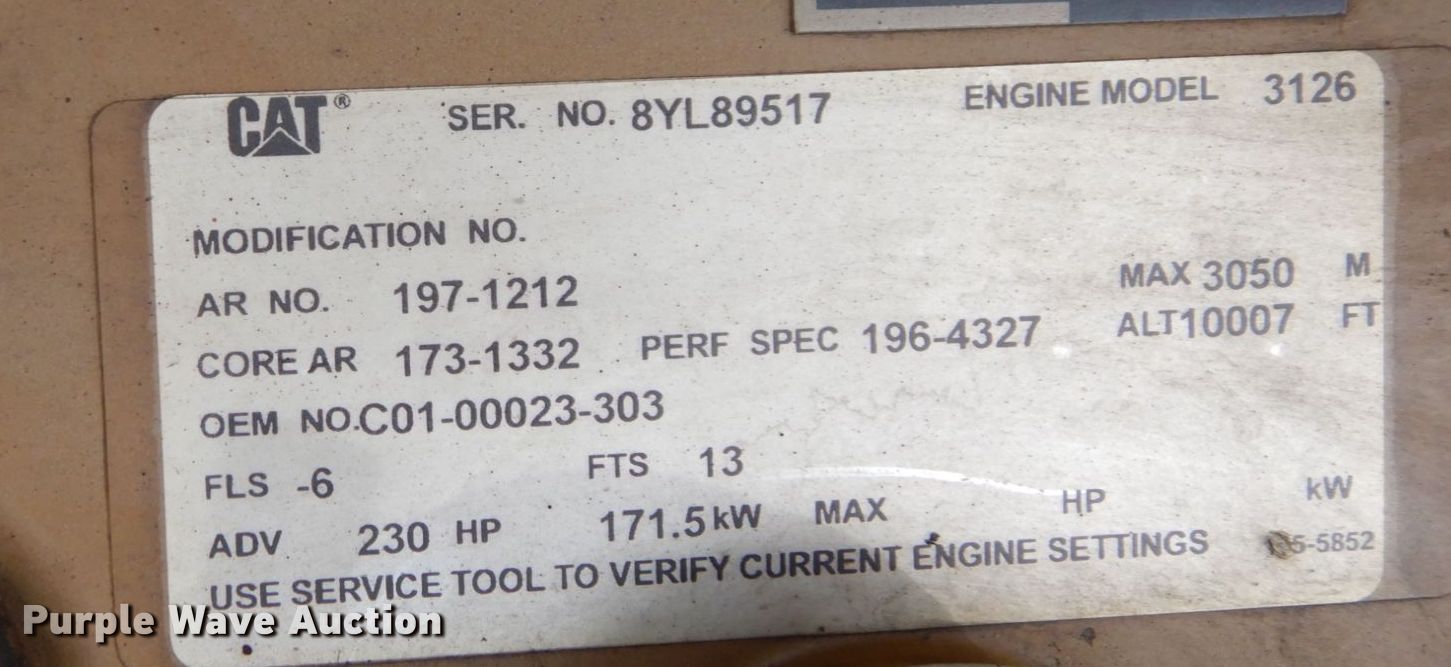 CAT® SER. NO. 8YL89517 ENGINE MODEL 3126
MODIFICATION NO.
AR NO. 197-1212 MAX 3050 M
CORE AR 173-1332 PERF SPEC 196-4327 ALT 10007 FT
OEM NO. C01-00023-303
FLS -6 FTS 13
ADV 230 HP 171.5 kW MAX HP kW
USE SERVICE TOOL TO VERIFY CURRENT ENGINE SETTINGS
Purple Wave Auction